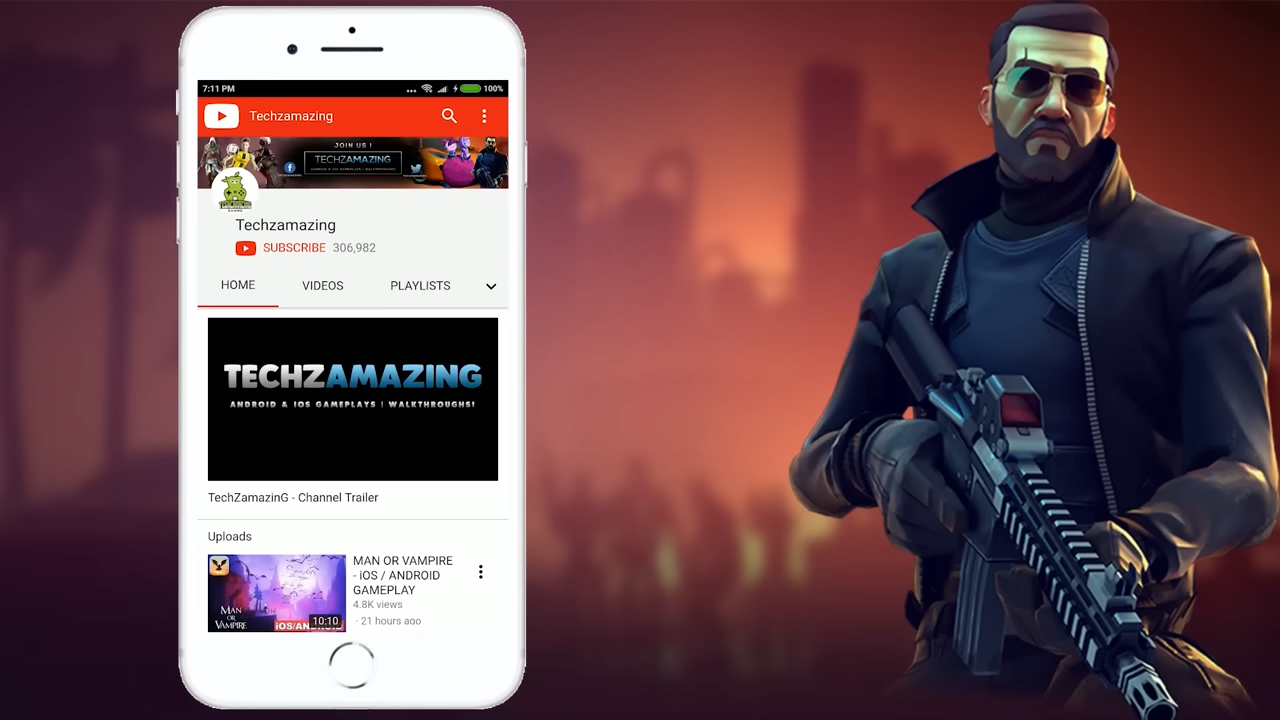 7:11 PM
100%
Techzamazing
JOIN US !
TECHZAMAZING
Techzamazing
SUBSCRIBE 306,982
HOME
VIDEOS
PLAYLISTS
TECHZAMAZING
ANDROID & IOS GAMEPLAYS | WALKTHROUGHS!
TechZamazinG - Channel Trailer
Uploads
MAN OR VAMPIRE
- iOS / ANDROID
GAMEPLAY
4.8K views
· 21 hours ago
MAN
OR
VAMPIRE
10:10